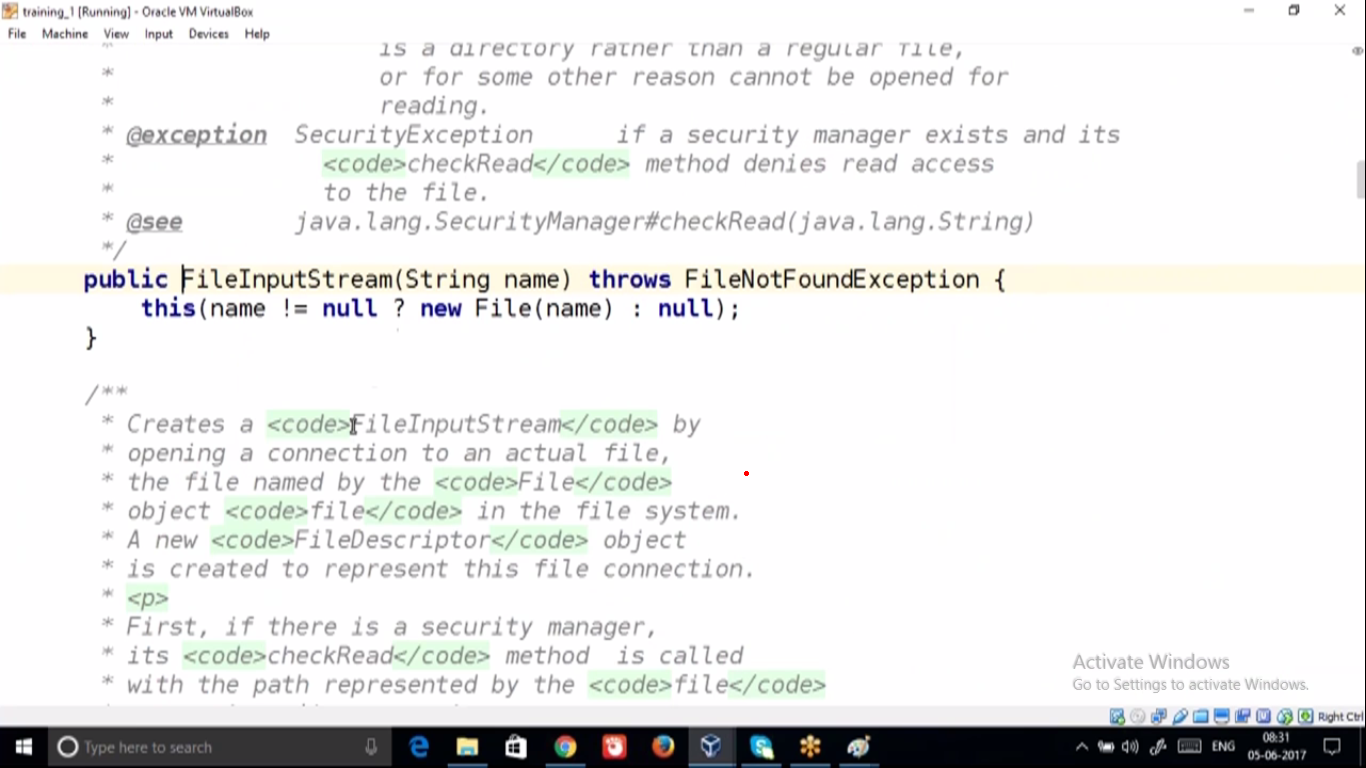 training_1 [Running] - Oracle VM VirtualBox
File Machine View Input Devices Help
* is a directory rather than a regular file,
* or for some other reason cannot be opened for
* reading.
* @exception SecurityException if a security manager exists and its
* <code>checkRead</code> method denies read access
* to the file.
* @see java.lang.SecurityManager#checkRead(java.lang.String)
*/
public FileInputStream(String name) throws FileNotFoundException {
this(name != null ? new File(name) : null);
}
/**
* Creates a <code>FileInputStream</code> by
* opening a connection to an actual file,
* the file named by the <code>File</code>
* object <code>file</code> in the file system.
* A new <code>FileDescriptor</code> object
* is created to represent this file connection.
* <p>
* First, if there is a security manager,
* its <code>checkRead</code> method is called
* with the path represented by the <code>file</code>
Activate Windows
Go to Settings to activate Windows.
Right Ctrl
Type here to search
ENG
08:31
05-06-2017